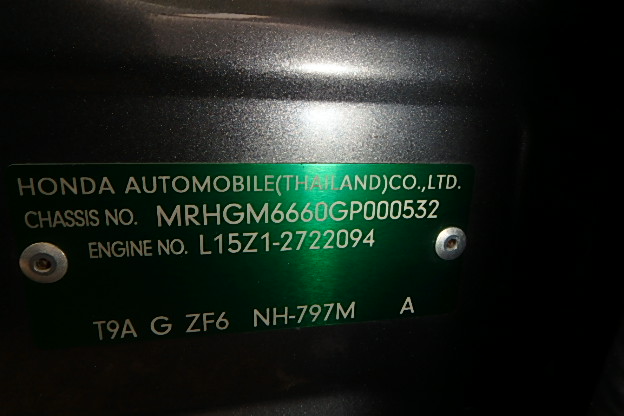 HONDA AUTOMOBILE(THAILAND)CO.,LTD.
CHASSIS NO. MRHGM6660GP000532
ENGINE NO. L15Z1-2722094
T9A G ZF6 NH-797M A